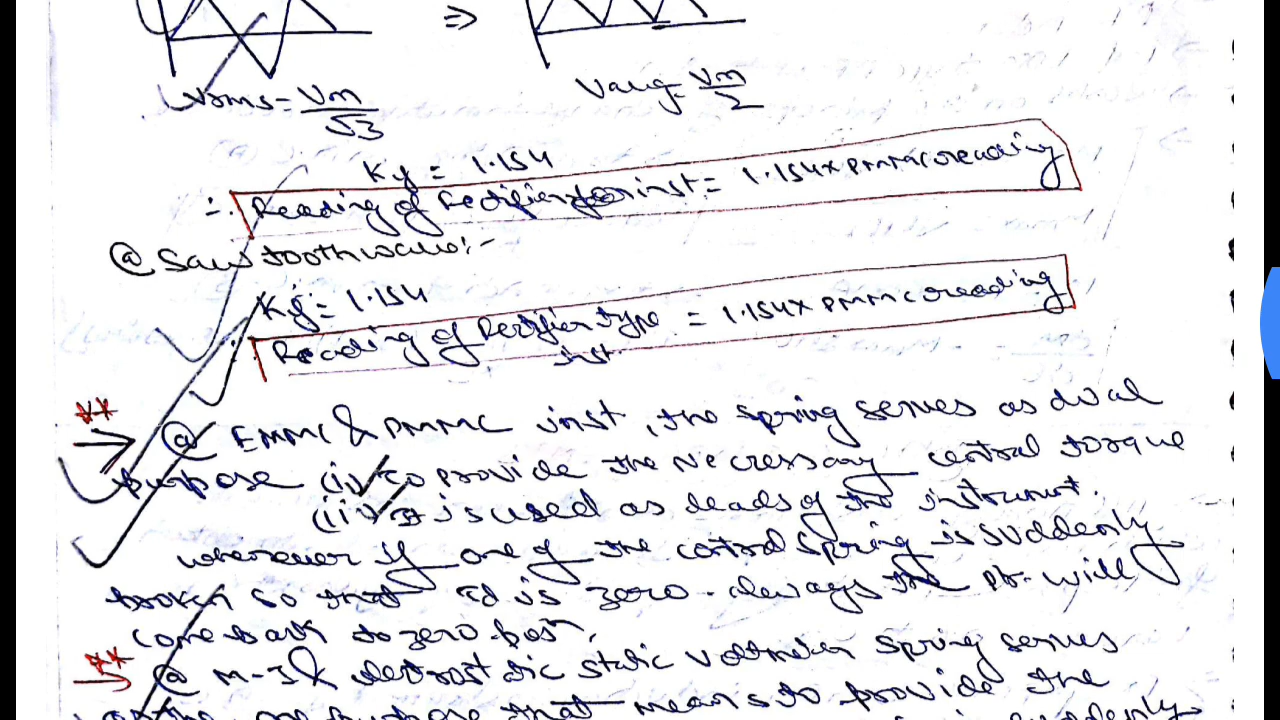 ⇒
Vrms = Vm/√3
Vavg = Vm/2
Kf = 1.154
∴ Reading of Rectifier inst = 1.154 x PMMC reading
@ Saw tooth wave :-
Kf = 1.154
∴ Reading of Rectifier type inst = 1.154 x PMMC reading
** → @ EMMC & PMMC inst, the spring serves as dual
purpose (i) to provide the necessary control torque
(ii) It is used as leads of the instrument.
whenever if one of the control spring is suddenly
broken so that Td is zero. always the ptr. will
come back to zero posn.
** → @ M-I & electrostatic static voltmeter spring serves
purpose that means to provide the
suddenly